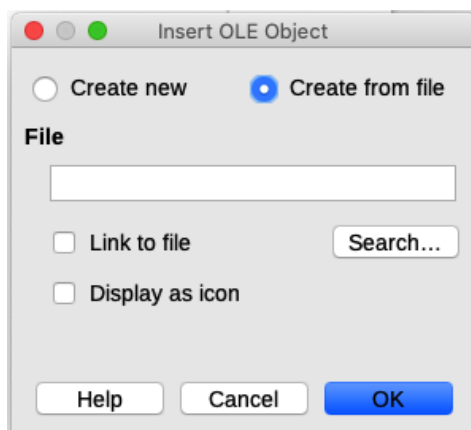 Insert OLE Object
Create new Create from file
File
Link to file Search...
Display as icon
Help Cancel OK